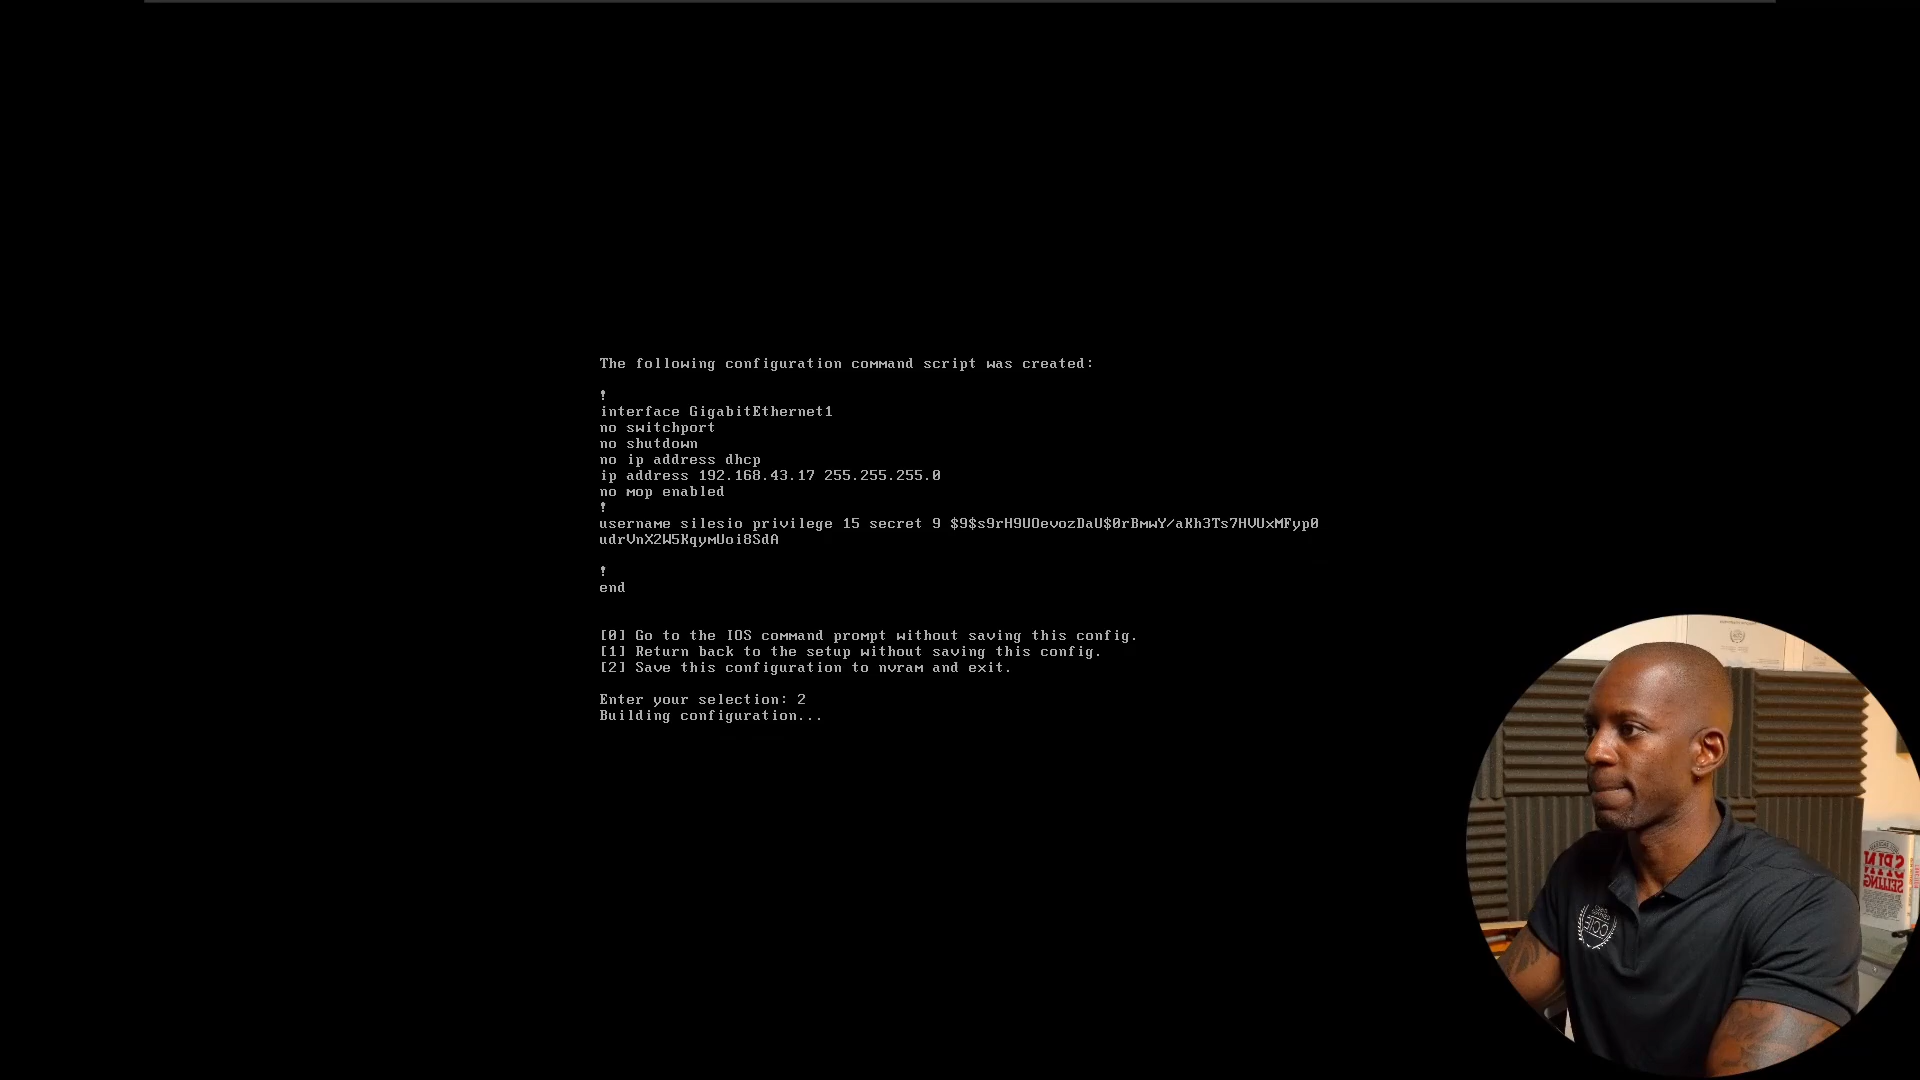 The following configuration command script was created:
!
interface GigabitEthernet1
no switchport
no shutdown
no ip address dhcp
ip address 192.168.43.17 255.255.255.0
no mop enabled
!
username silesio privilege 15 secret 9 $9$s9rH9UOevozDaU$0rBmwY/aKh3Ts7HVUxMFyp0
udrVnX2W5KqymUoi8SdA
!
end
[0] Go to the IOS command prompt without saving this config.
[1] Return back to the setup without saving this config.
[2] Save this configuration to nvram and exit.
Enter your selection: 2
Building configuration...
CCIE
SPIN
SELLING